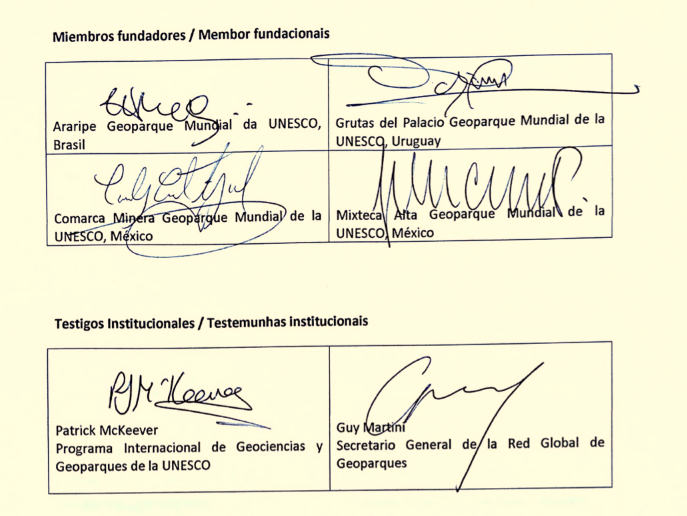 Miembros fundadores / Membor fundacionais
Araripe Geoparque Mundial da UNESCO,
Brasil
Grutas del Palacio Geoparque Mundial de la
UNESCO, Uruguay
Comarca Minera Geoparque Mundial de la
UNESCO, México
Mixteca Alta Geoparque Mundial de la
UNESCO, México
Testigos Institucionales / Testemunhas institucionais
PJ McKeever
Patrick McKeever
Programa Internacional de Geociencias y
Geoparques de la UNESCO
Guy Martini
Secretario General de la Red Global de
Geoparques